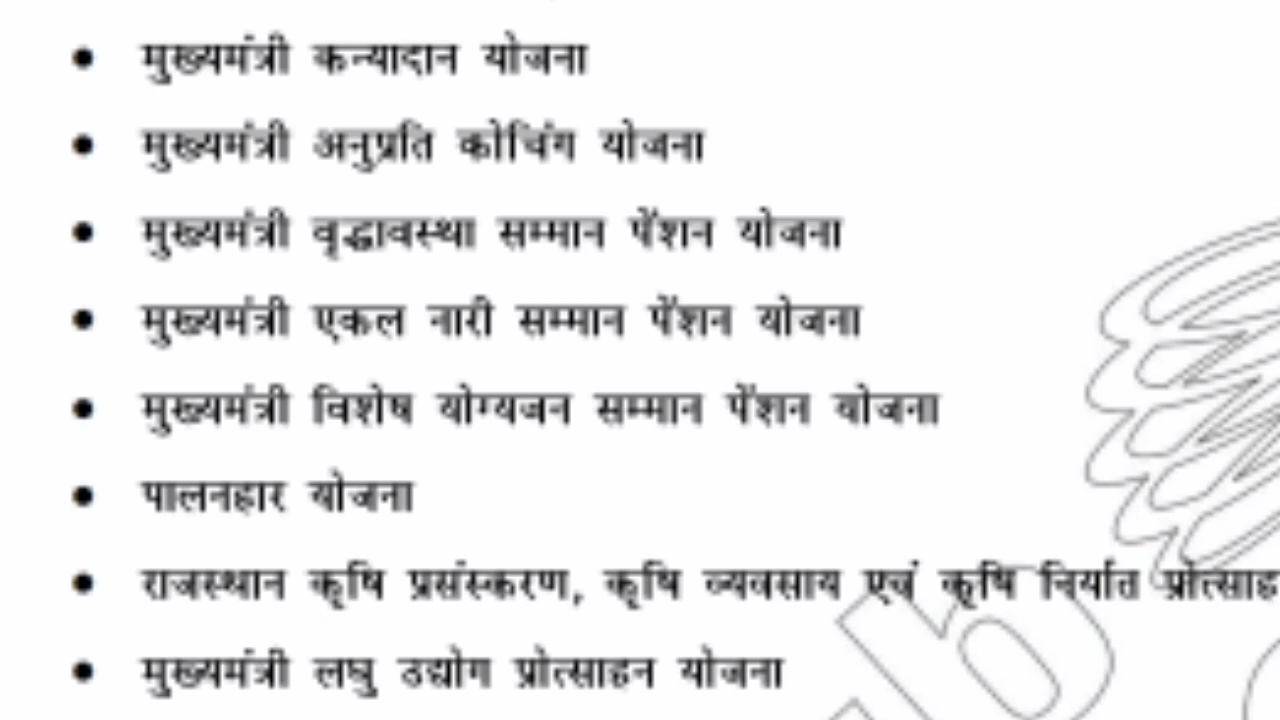 • मुख्यमंत्री कन्यादान योजना
• मुख्यमंत्री अनुप्रति कोचिंग योजना
• मुख्यमंत्री वृद्धावस्था सम्मान पेंशन योजना
• मुख्यमंत्री एकल नारी सम्मान पेंशन योजना
• मुख्यमंत्री विशेष योग्यजन सम्मान पेंशन योजना
• पालनहार योजना
• राजस्थान कृषि प्रसंस्करण, कृषि व्यवसाय एवं कृषि निर्यात
• मुख्यमंत्री लघु उद्योग प्रोत्साहन योजना